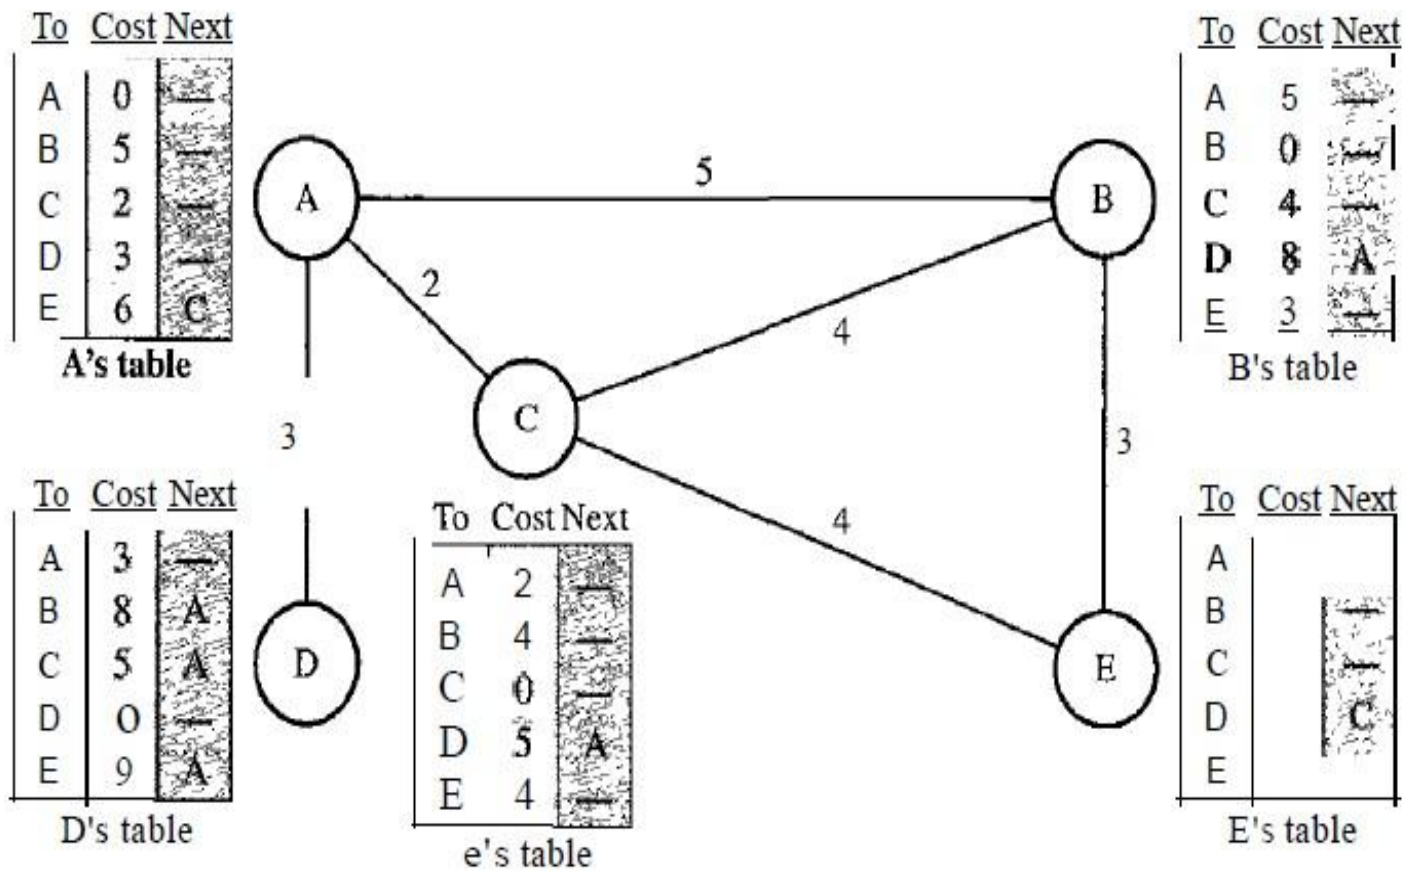 To Cost Next
A 0 —
B 5 —
C 2 —
D 3 —
E 6 C
A's table
To Cost Next
A 5 —
B 0 —
C 4 —
D 8 A
E 3 —
B's table
A
5
B
2
4
C
3
3
4
To Cost Next
A 3 —
B 8 A
C 5 A
D O —
E 9 A
D's table
D
To Cost Next
A 2 —
B 4 —
C 0 —
D 5 A
E 4 —
e's table
E
To Cost Next
A
B —
C —
D C
E
E's table